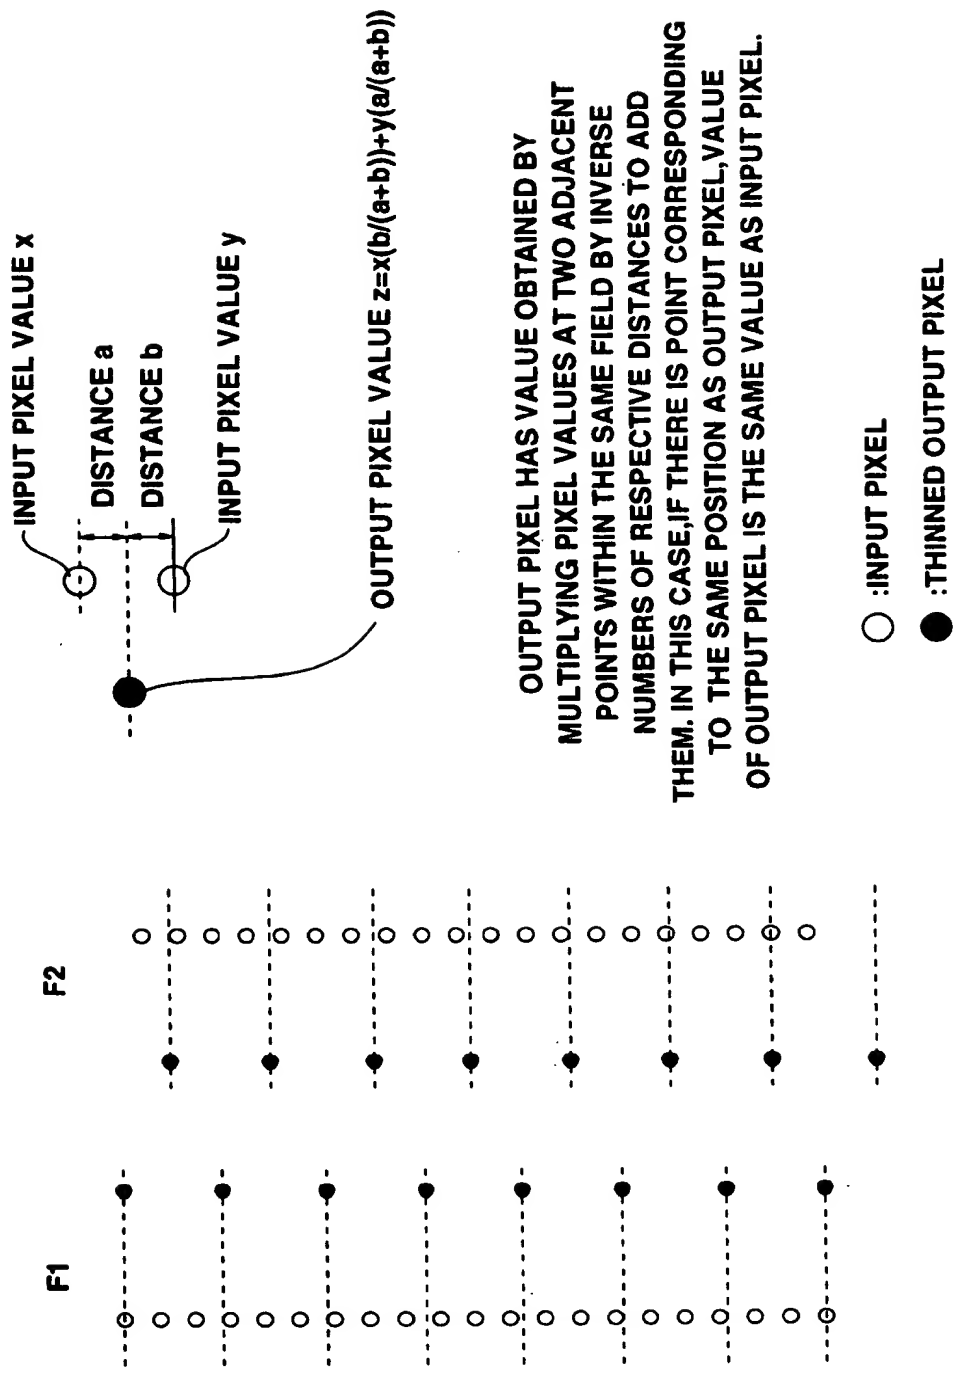 F1
F2
INPUT PIXEL VALUE x
DISTANCE a
DISTANCE b
INPUT PIXEL VALUE y
OUTPUT PIXEL VALUE z=x(b/(a+b))+y(a/(a+b))
OUTPUT PIXEL HAS VALUE OBTAINED BY
MULTIPLYING PIXEL VALUES AT TWO ADJACENT
POINTS WITHIN THE SAME FIELD BY INVERSE
NUMBERS OF RESPECTIVE DISTANCES TO ADD
THEM. IN THIS CASE,IF THERE IS POINT CORRESPONDING
TO THE SAME POSITION AS OUTPUT PIXEL,VALUE
OF OUTPUT PIXEL IS THE SAME VALUE AS INPUT PIXEL.
:INPUT PIXEL
:THINNED OUTPUT PIXEL